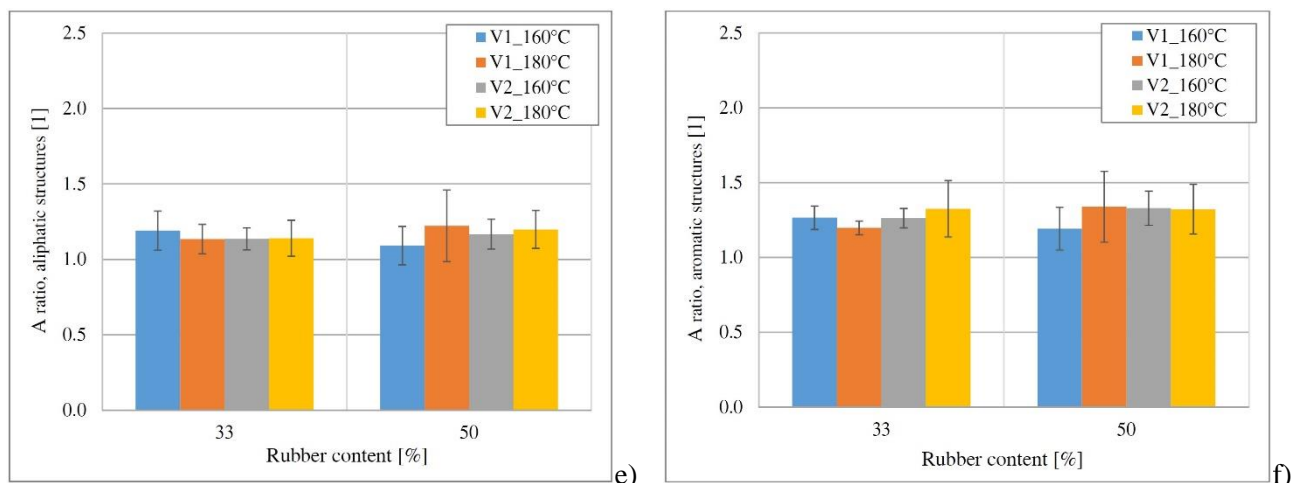 2.5
2.0
1.5
1.0
0.5
0.0
A ratio, aliphatic structures [1]
V1_160°C
V1_180°C
V2_160°C
V2_180°C
33
50
Rubber content [%]
e)
2.5
2.0
1.5
1.0
0.5
0.0
A ratio, aromatic structures [1]
V1_160°C
V1_180°C
V2_160°C
V2_180°C
33
50
Rubber content [%]
f)